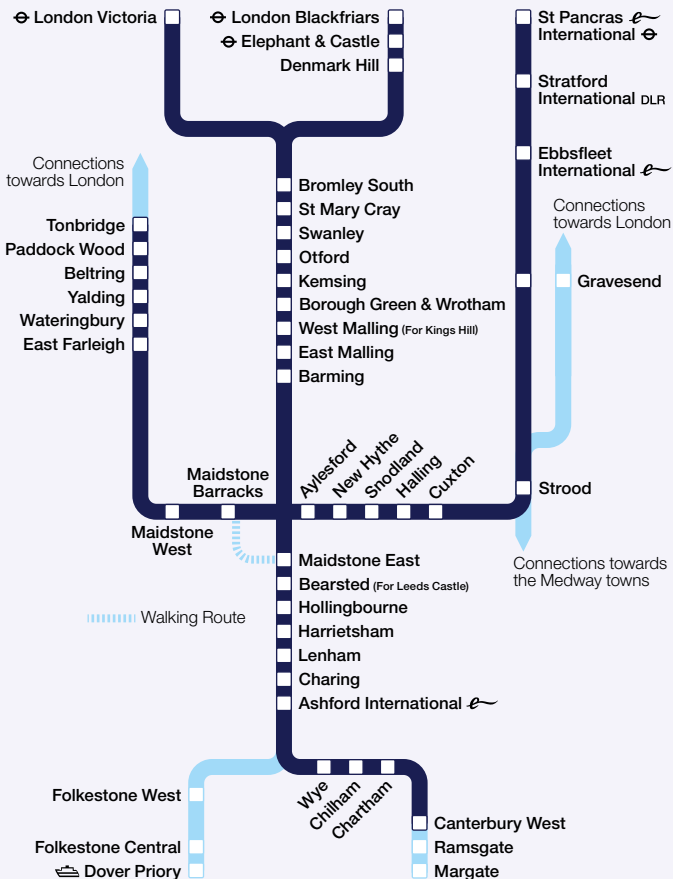 London Victoria
London Blackfriars
Elephant & Castle
Denmark Hill
St Pancras
International
Stratford
International DLR
Ebbsfleet
International
Connections
towards London
Connections
towards London
Gravesend
Bromley South
St Mary Cray
Swanley
Otford
Kemsing
Borough Green & Wrotham
West Malling (For Kings Hill)
East Malling
Barming
Tonbridge
Paddock Wood
Beltring
Yalding
Wateringbury
East Farleigh
Maidstone
Barracks
Maidstone
West
Aylesford
New Hythe
Snodland
Halling
Cuxton
Strood
Connections towards
the Medway towns
Maidstone East
Bearsted (For Leeds Castle)
Hollingbourne
Harrietsham
Lenham
Charing
Ashford International
Walking Route
Wye
Chilham
Chartham
Folkestone West
Folkestone Central
Dover Priory
Canterbury West
Ramsgate
Margate